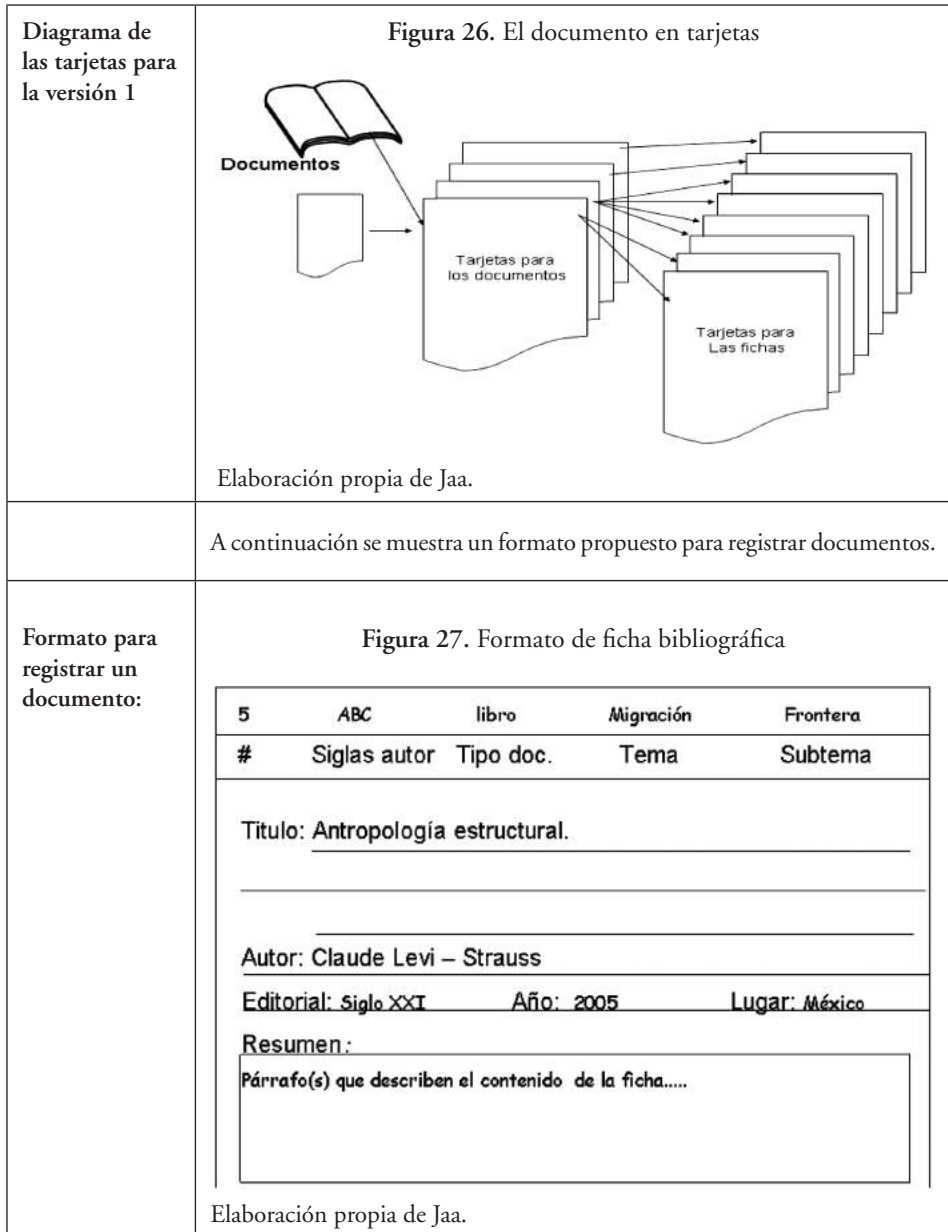 Diagrama de
las tarjetas para
la versión 1
Figura 26. El documento en tarjetas
Documentos
Tarjetas para
los documentos
Tarjetas para
Las fichas
Elaboración propia de Jaa.
A continuación se muestra un formato propuesto para registrar documentos.
Formato para
registrar un
documento:
Figura 27. Formato de ficha bibliográfica
5 ABC libro Migración Frontera
# Siglas autor Tipo doc. Tema Subtema
Titulo: Antropología estructural.
Autor: Claude Levi – Strauss
Editorial: Siglo XXI Año: 2005 Lugar: México
Resumen:
Párrafo(s) que describen el contenido de la ficha.....
Elaboración propia de Jaa.